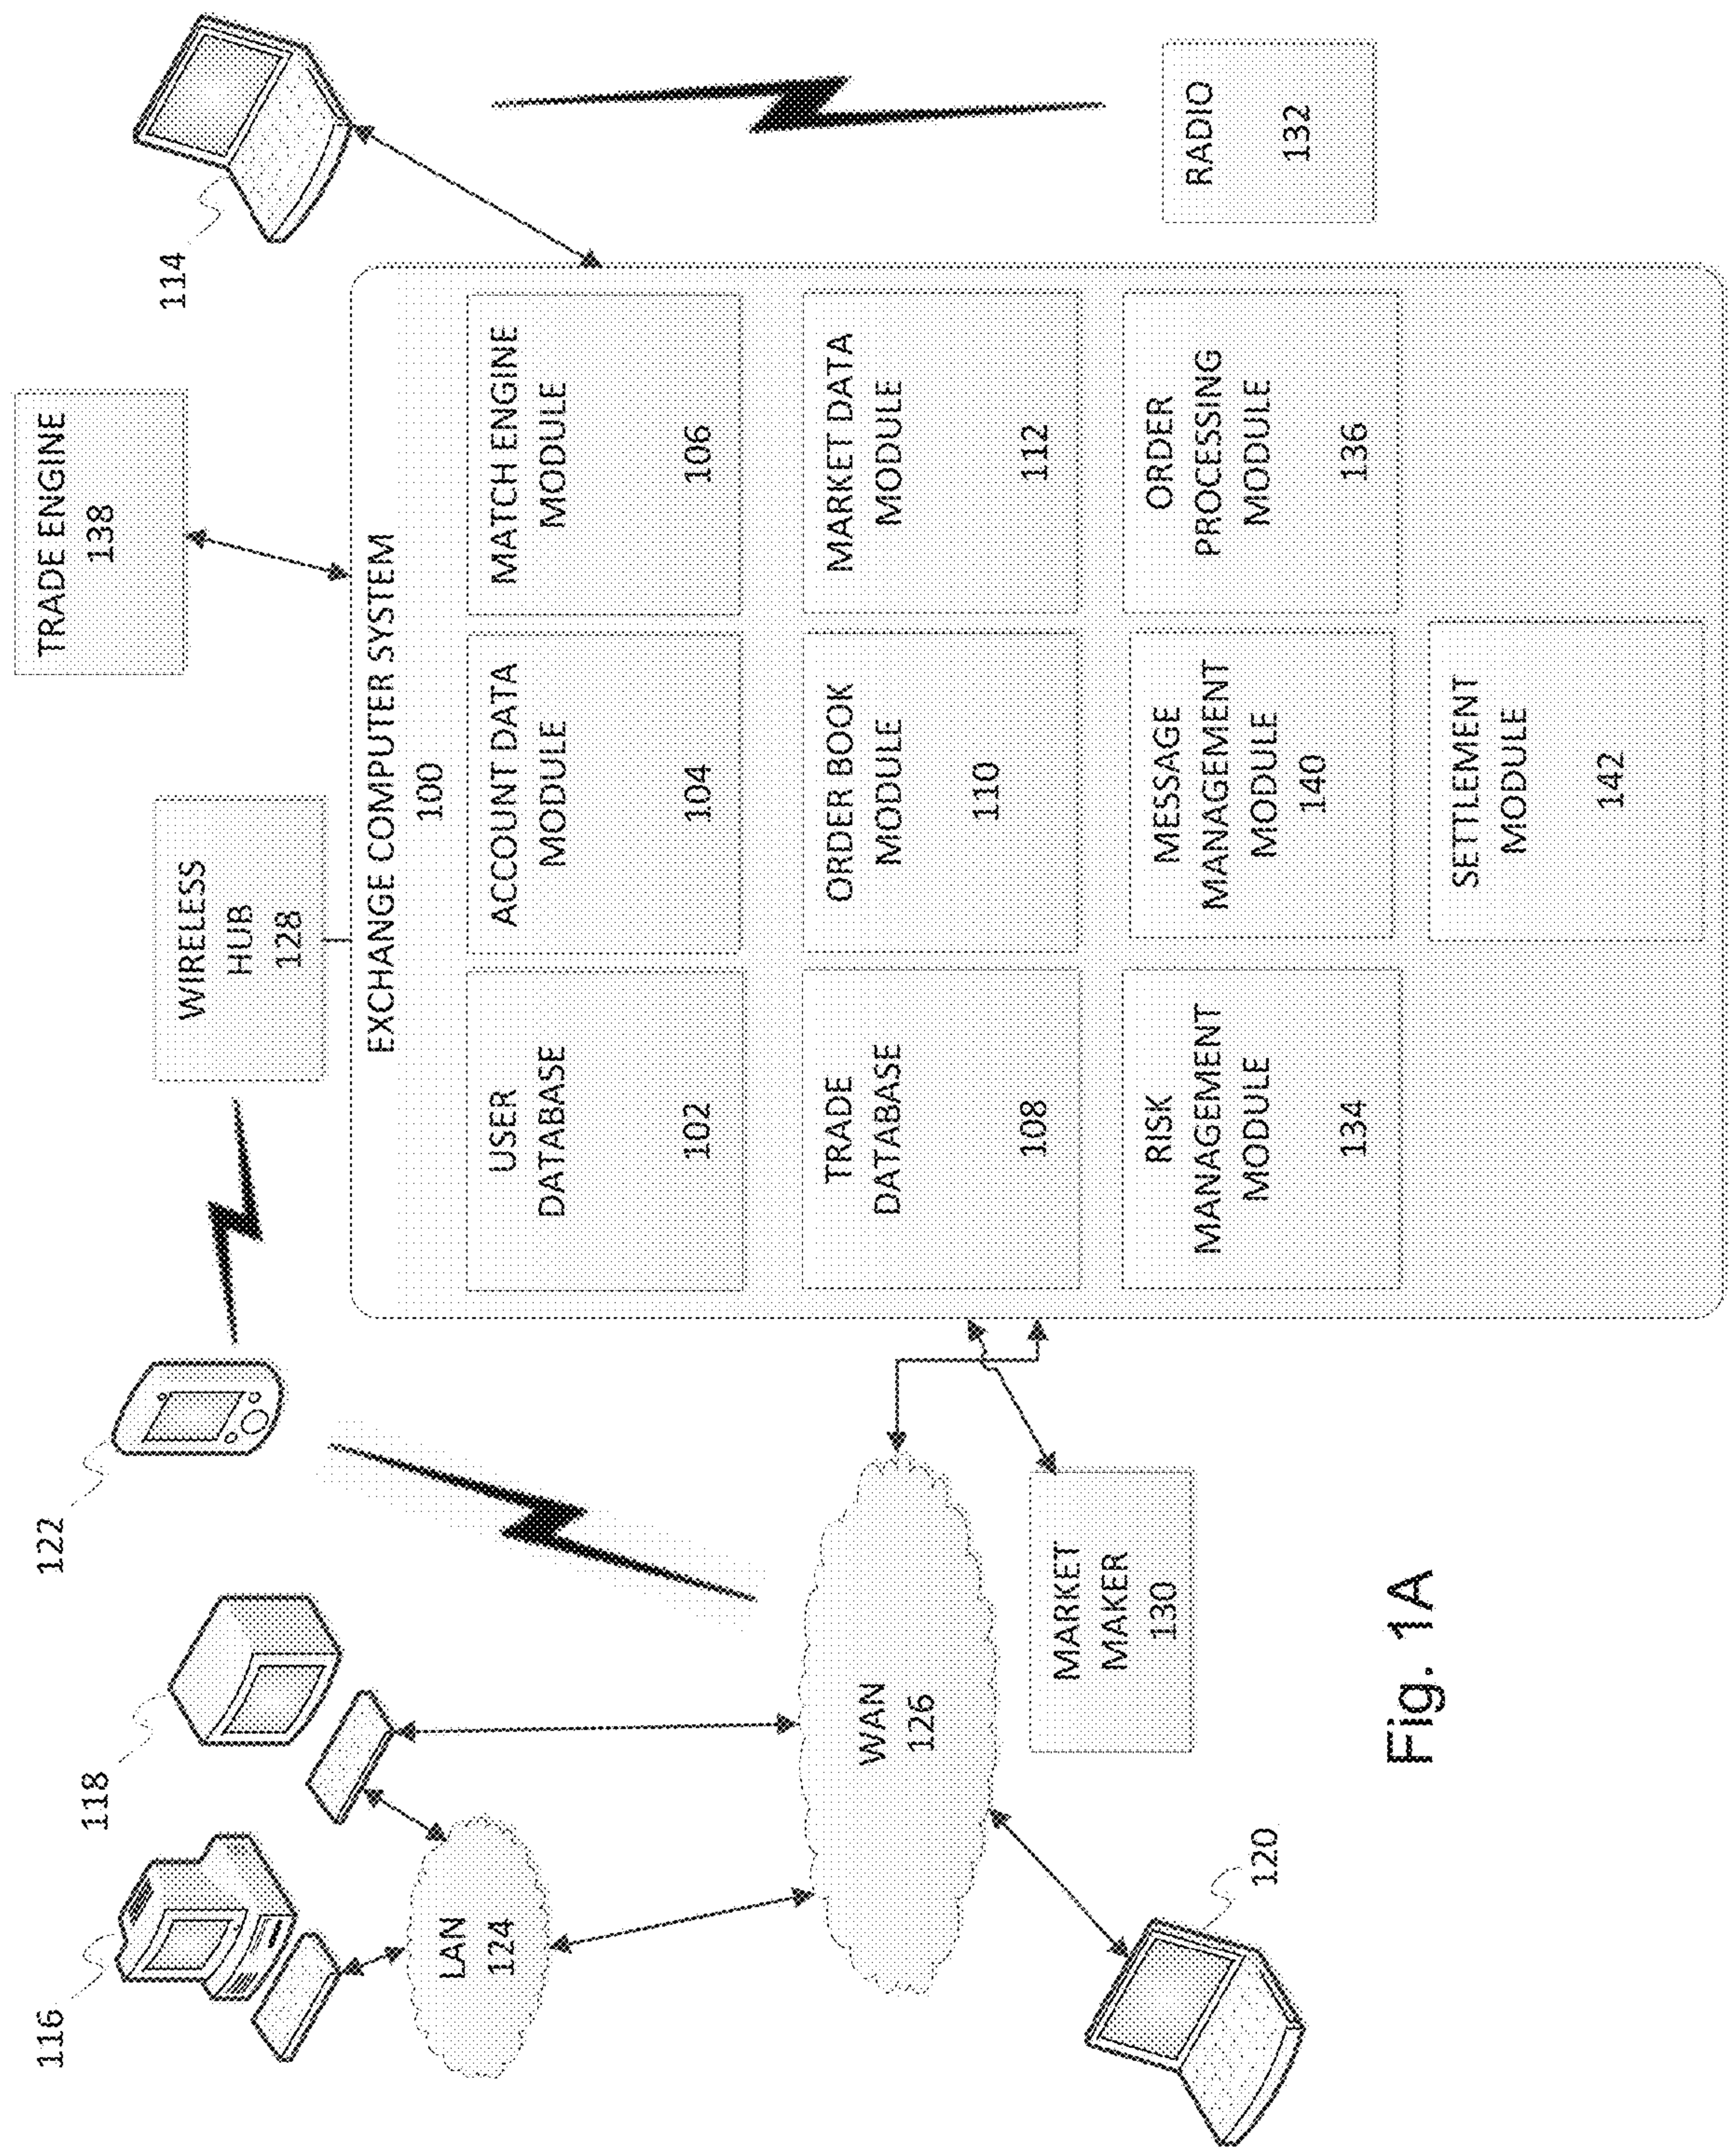 116
118
122
TRADE ENGINE
138
114
WIRELESS
HUB
128
EXCHANGE COMPUTER SYSTEM
100
USER
DATABASE
102
ACCOUNT DATA
MODULE
104
MATCH ENGINE
MODULE
106
TRADE
DATABASE
108
ORDER BOOK
MODULE
110
MARKET DATA
MODULE
112
RISK
MANAGEMENT
MODULE
134
MESSAGE
MANAGEMENT
MODULE
140
ORDER
PROCESSING
MODULE
136
SETTLEMENT
MODULE
142
LAN
124
WAN
126
MARKET
MAKER
130
RADIO
132
120
Fig. 1A